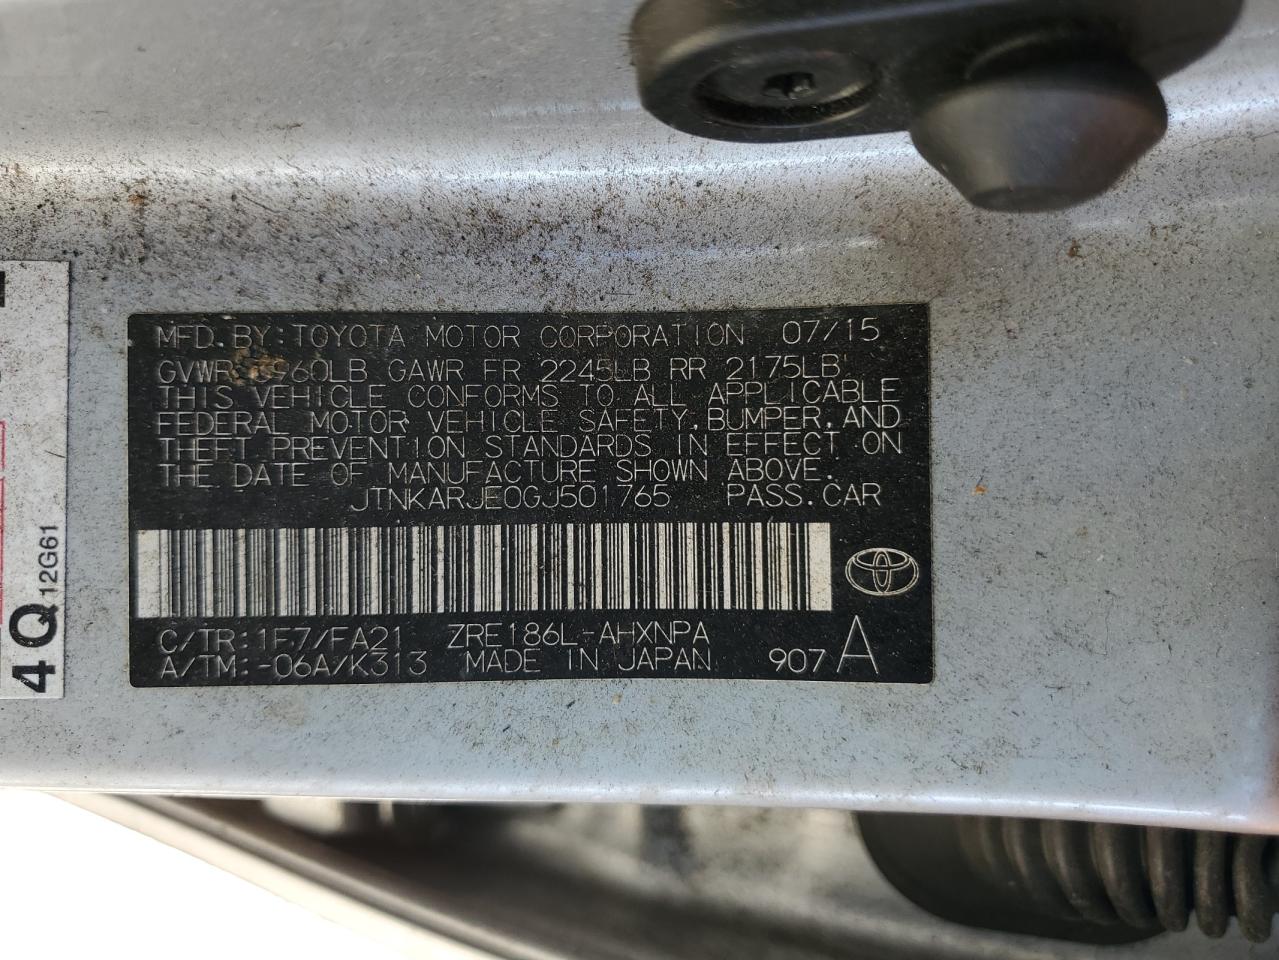 MFD. BY: TOYOTA MOTOR CORPORATION 07/15
GVWR 3960LB GAWR FR 2245LB RR 2175LB
THIS VEHICLE CONFORMS TO ALL APPLICABLE
FEDERAL MOTOR VEHICLE SAFETY, BUMPER, AND
THEFT PREVENTION STANDARDS IN EFFECT ON
THE DATE OF MANUFACTURE SHOWN ABOVE.
JTNKARJE0GJ501765 PASS.CAR
C/TR: 1F7/FA21 ZRE186L-AHXNPA
A/TM: -06A/K313 MADE IN JAPAN 907 A
4Q 12G61